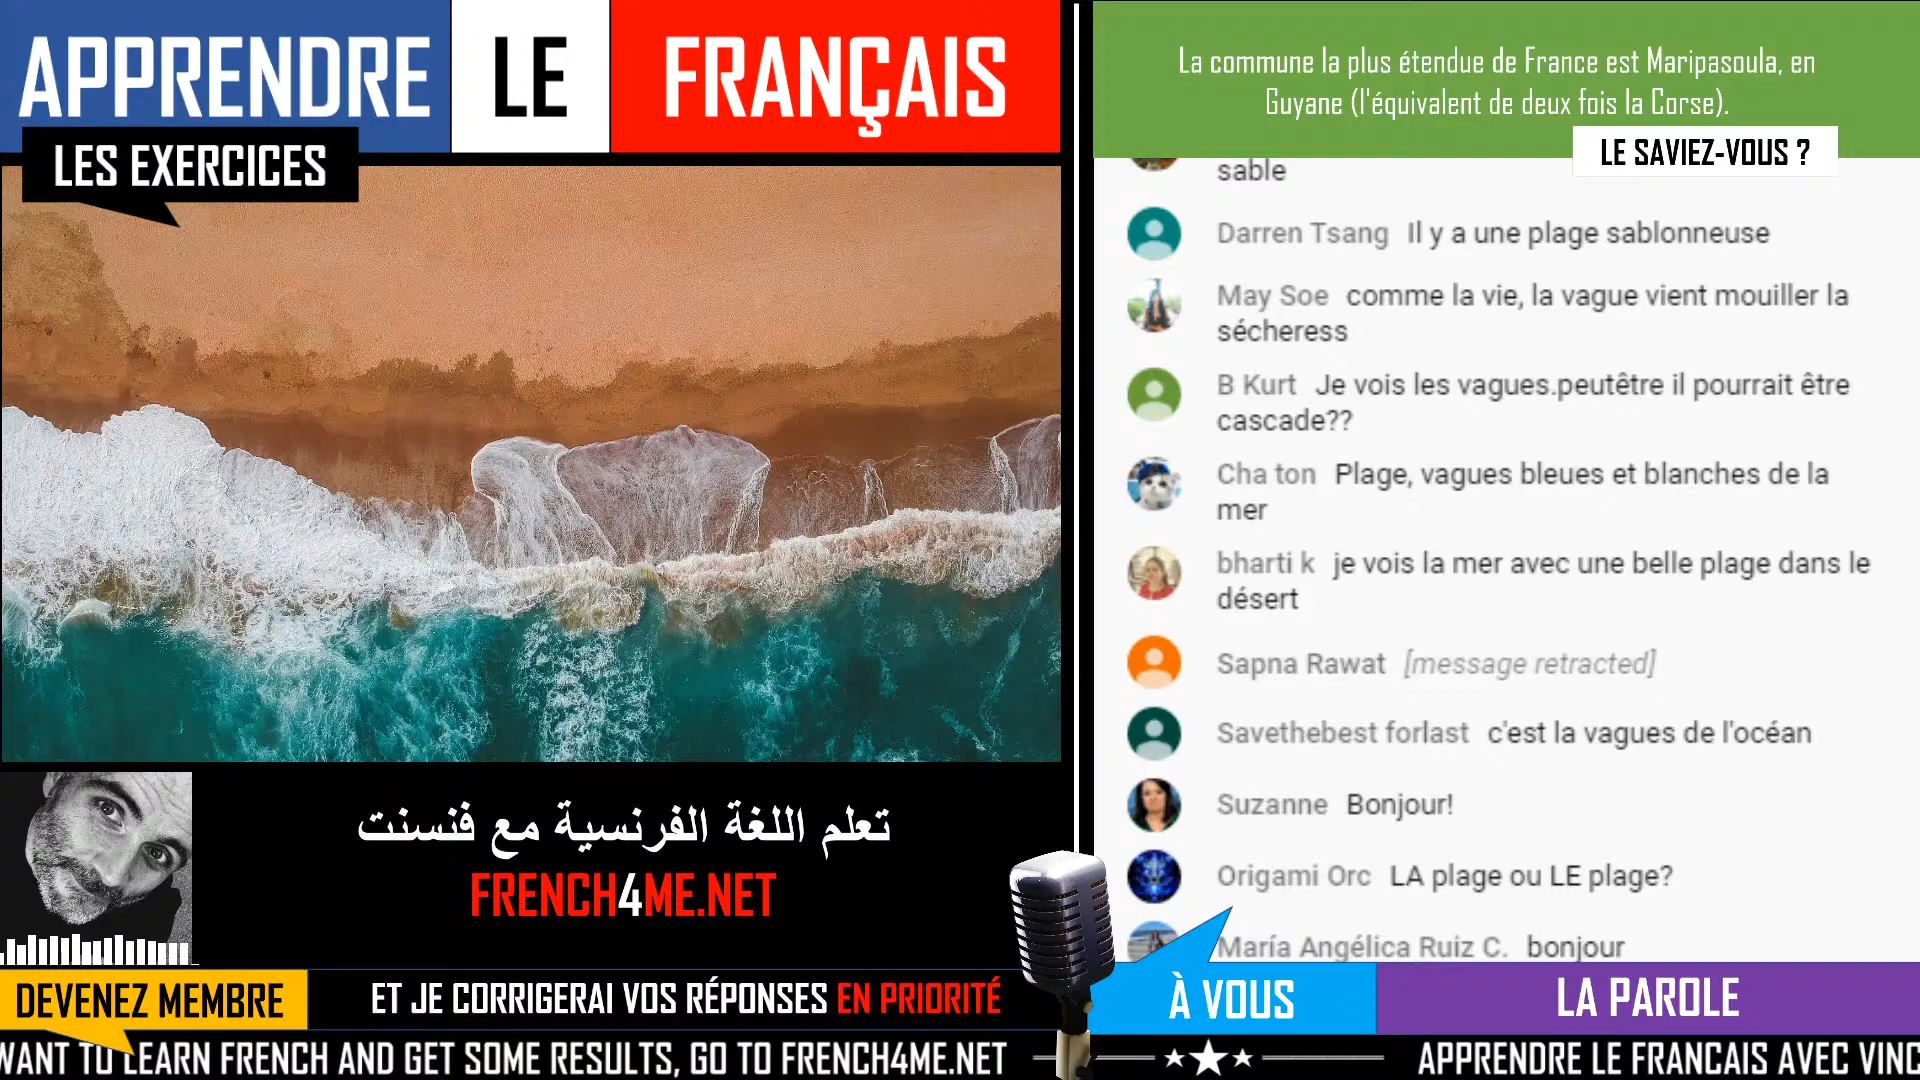 APPRENDRE LE FRANÇAIS
LES EXERCICES
La commune la plus étendue de France est Maripasoula, en
Guyane (l'équivalent de deux fois la Corse).
LE SAVIEZ-VOUS ?
sable
Darren Tsang Il y a une plage sablonneuse
May Soe comme la vie, la vague vient mouiller la
sécheress
B Kurt Je vois les vagues.peutêtre il pourrait être
cascade??
Cha ton Plage, vagues bleues et blanches de la
mer
bharti k je vois la mer avec une belle plage dans le
désert
Sapna Rawat [message retracted]
Savethebest forlast c'est la vagues de l'océan
Suzanne Bonjour!
Origami Orc LA plage ou LE plage?
María Angélica Ruiz C. bonjour
تعلم اللغة الفرنسية مع فنسنت
FRENCH4ME.NET
DEVENEZ MEMBRE
ET JE CORRIGERAI VOS RÉPONSES EN PRIORITÉ
À VOUS
LA PAROLE
WANT TO LEARN FRENCH AND GET SOME RESULTS, GO TO FRENCH4ME.NET
APPRENDRE LE FRANCAIS AVEC VINC